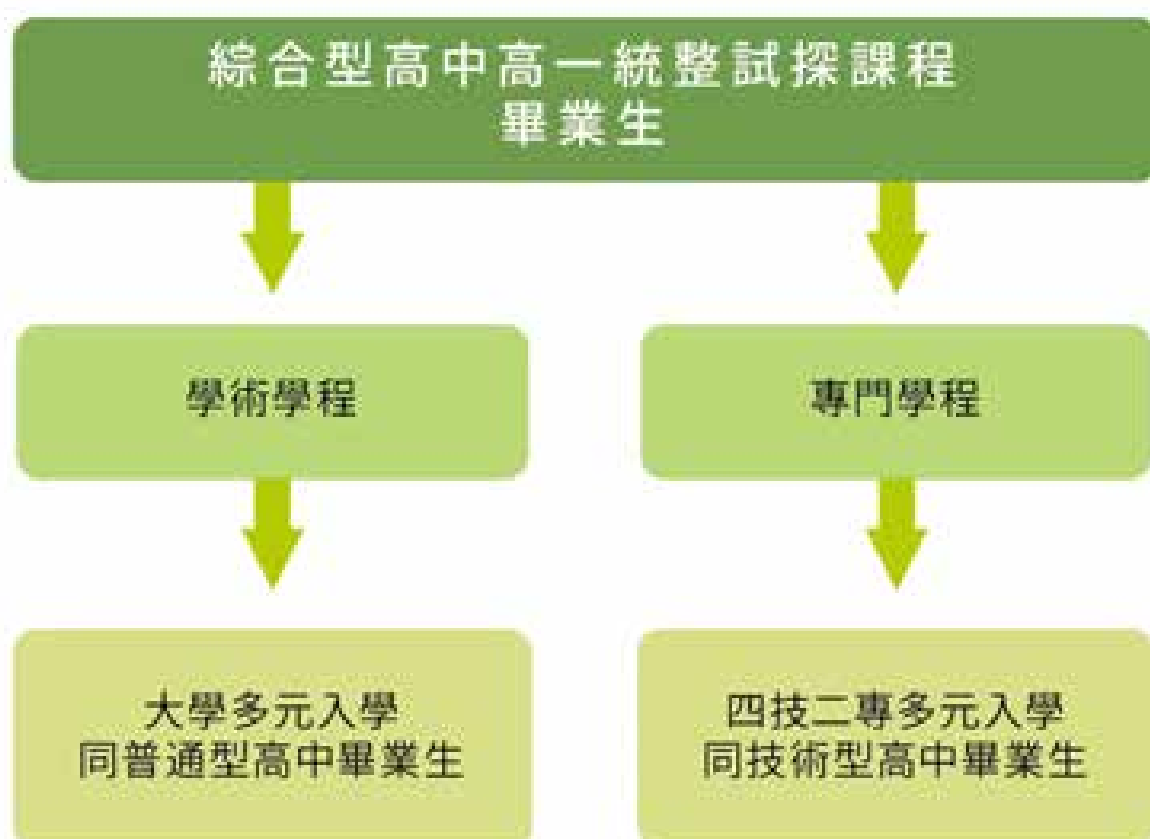 綜合型高中高一統整試探課程
畢業生
學術學程
專門學程
大學多元入學
同普通型高中畢業生
四技二專多元入學
同技術型高中畢業生